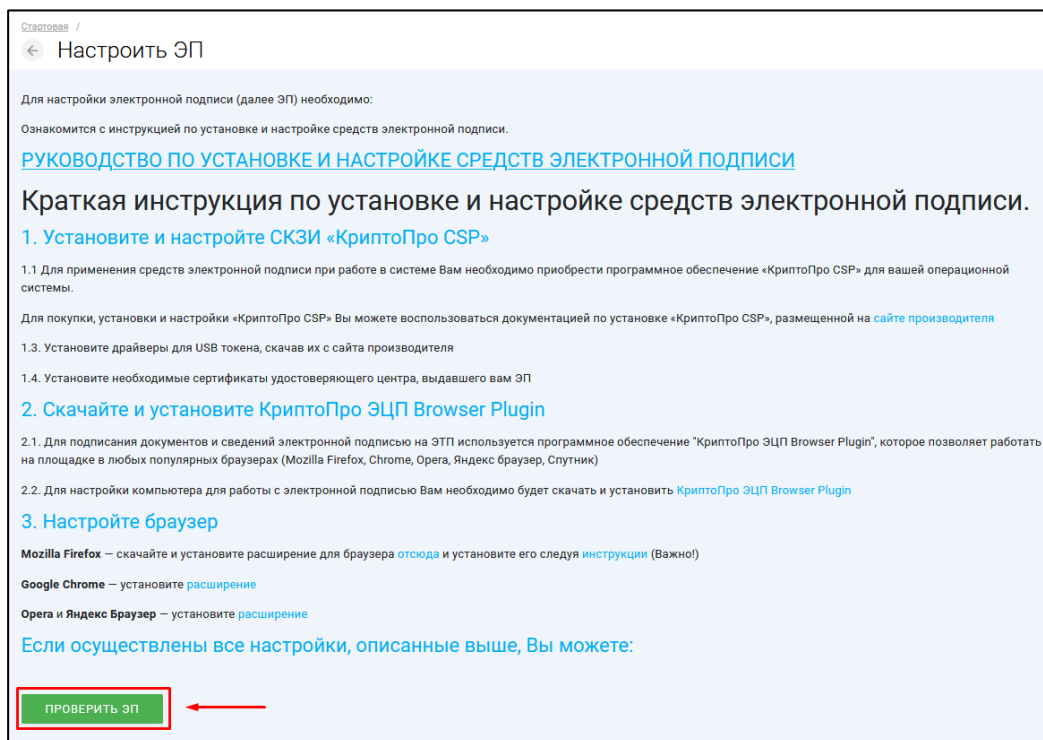 Стартовая /
← Настроить ЭП
Для настройки электронной подписи (далее ЭП) необходимо:
Ознакомится с инструкцией по установке и настройке средств электронной подписи.
РУКОВОДСТВО ПО УСТАНОВКЕ И НАСТРОЙКЕ СРЕДСТВ ЭЛЕКТРОННОЙ ПОДПИСИ
Краткая инструкция по установке и настройке средств электронной подписи.
1. Установите и настройте СКЗИ «КриптоПро CSP»
1.1 Для применения средств электронной подписи при работе в системе Вам необходимо приобрести программное обеспечение «КриптоПро CSP» для вашей операционной
системы.
Для покупки, установки и настройки «КриптоПро CSP» Вы можете воспользоваться документацией по установке «КриптоПро CSP», размещенной на сайте производителя
1.3. Установите драйверы для USB токена, скачав их с сайта производителя
1.4. Установите необходимые сертификаты удостоверяющего центра, выдавшего вам ЭП
2. Скачайте и установите КриптоПро ЭЦП Browser Plugin
2.1. Для подписания документов и сведений электронной подписью на ЭТП используется программное обеспечение "КриптоПро ЭЦП Browser Plugin", которое позволяет работать
на площадке в любых популярных браузерах (Mozilla Firefox, Chrome, Opera, Яндекс браузер, Спутник)
2.2. Для настройки компьютера для работы с электронной подписью Вам необходимо будет скачать и установить КриптоПро ЭЦП Browser Plugin
3. Настройте браузер
Mozilla Firefox — скачайте и установите расширение для браузера отсюда и установите его следуя инструкции (Важно!)
Google Chrome — установите расширение
Opera и Яндекс Браузер — установите расширение
Если осуществлены все настройки, описанные выше, Вы можете:
ПРОВЕРИТЬ ЭП